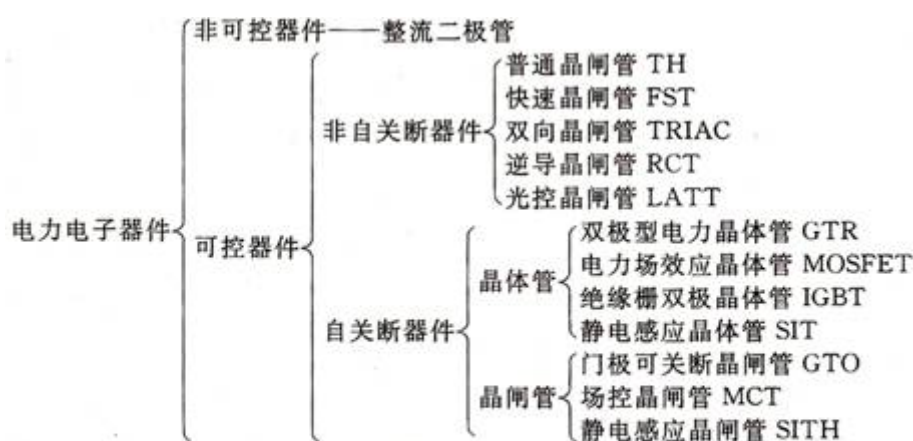 非可控器件——整流二极管
普通晶闸管 TH
快速晶闸管 FST
非自关断器件
双向晶闸管 TRIAC
逆导晶闸管 RCT
光控晶闸管 LATT
电力电子器件
可控器件
双极型电力晶体管 GTR
电力场效应晶体管 MOSFET
晶体管
绝缘栅双极晶体管 IGBT
静电感应晶体管 SIT
自关断器件
门极可关断晶闸管 GTO
晶闸管
场控晶闸管 MCT
静电感应晶闸管 SITH